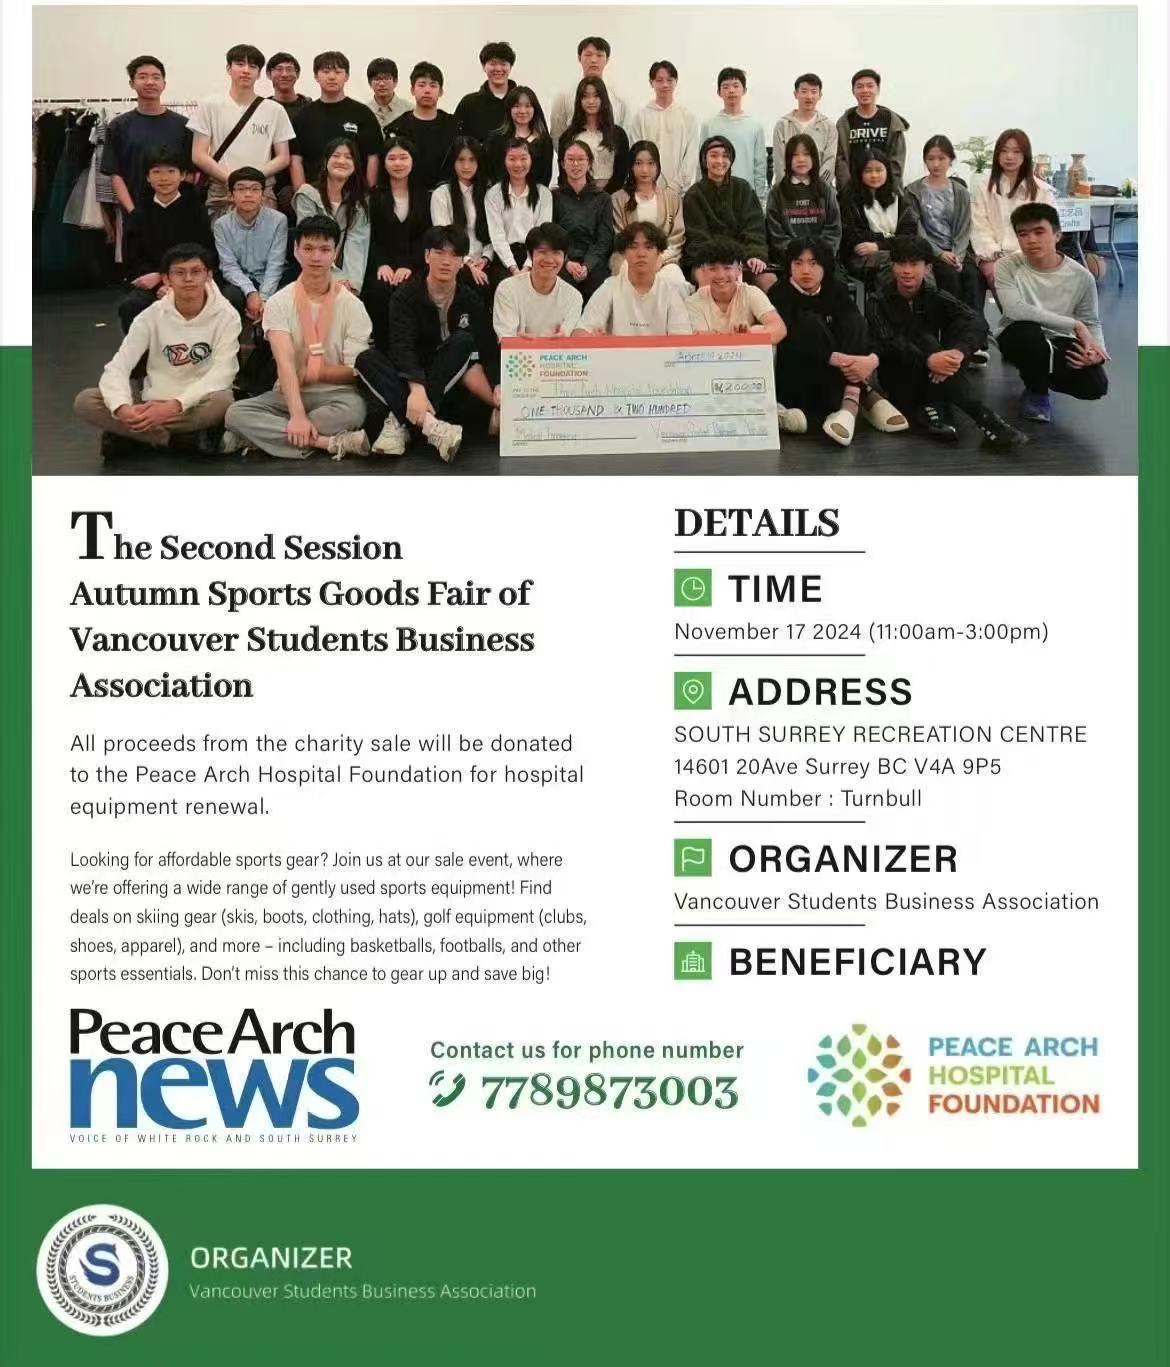 DIOR
DRIVE
PEACE ARCH
HOSPITAL
FOUNDATION
Peace Arch Hospital Foundation
1,200.00
ONE THOUSAND & TWO HUNDRED
Medical Imagery
The Second Session
Autumn Sports Goods Fair of
Vancouver Students Business
Association
All proceeds from the charity sale will be donated
to the Peace Arch Hospital Foundation for hospital
equipment renewal.
Looking for affordable sports gear? Join us at our sale event, where
we're offering a wide range of gently used sports equipment! Find
deals on skiing gear (skis, boots, clothing, hats), golf equipment (clubs,
shoes, apparel), and more – including basketballs, footballs, and other
sports essentials. Don't miss this chance to gear up and save big!
DETAILS
TIME
November 17 2024 (11:00am-3:00pm)
ADDRESS
SOUTH SURREY RECREATION CENTRE
14601 20Ave Surrey BC V4A 9P5
Room Number : Turnbull
ORGANIZER
Vancouver Students Business Association
BENEFICIARY
Peace Arch
news
VOICE OF WHITE ROCK AND SOUTH SURREY
Contact us for phone number
7789873003
PEACE ARCH
HOSPITAL
FOUNDATION
S
STUDENTS BUSINESS
ORGANIZER
Vancouver Students Business Association